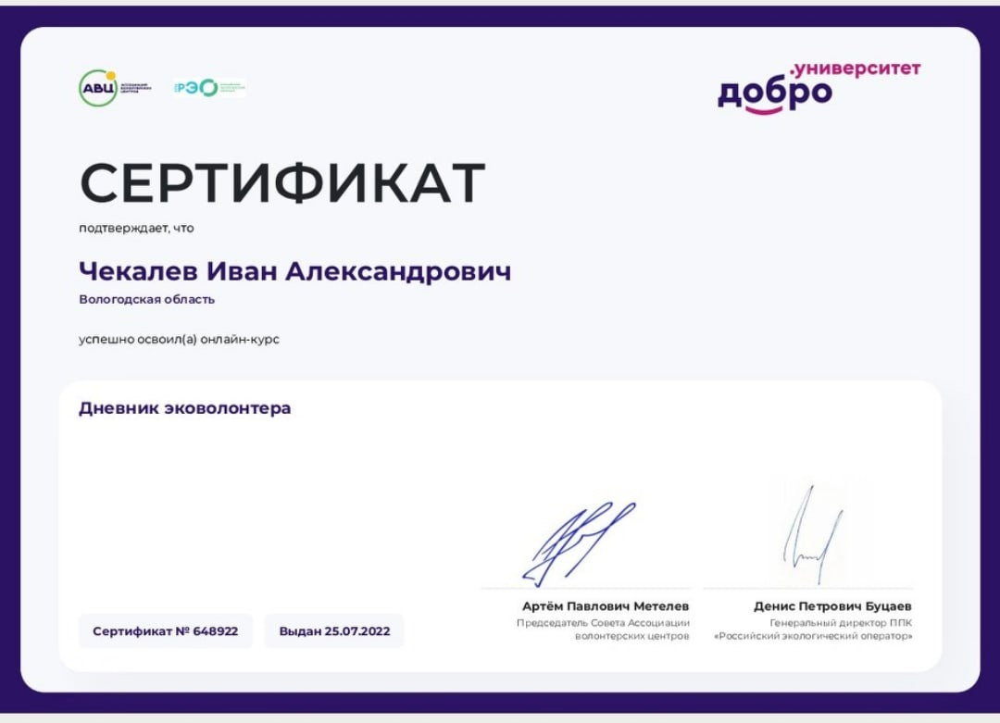 АВЦ АССОЦИАЦИЯ ВОЛОНТЕРСКИХ ЦЕНТРОВ
РЭО
добро.университет
СЕРТИФИКАТ
подтверждает, что
Чекалев Иван Александрович
Вологодская область
успешно освоил(а) онлайн-курс
Дневник эковолонтера
Артём Павлович Метелев
Председатель Совета Ассоциации
волонтерских центров
Денис Петрович Буцаев
Генеральный директор ППК
«Российский экологический оператор»
Сертификат № 648922
Выдан 25.07.2022